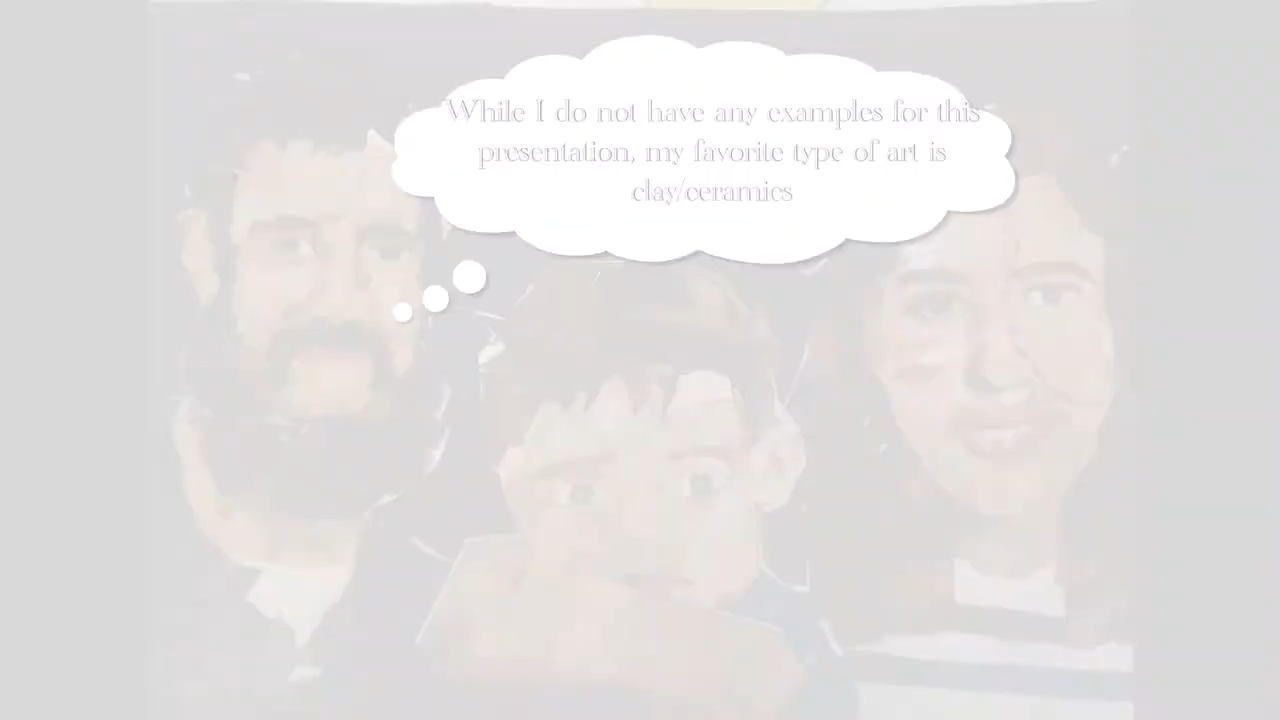 While I do not have any examples for this
presentation, my favorite type of art is
clay/ceramics